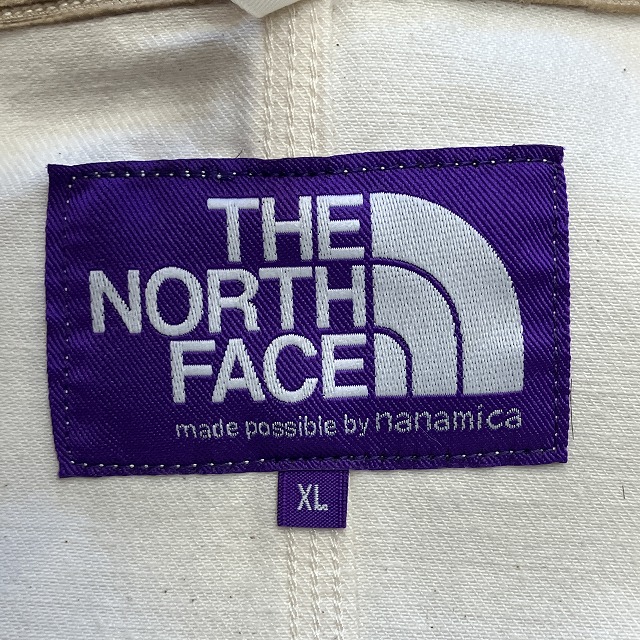 THE
NORTH
FACE
made possible by nanamica
XL